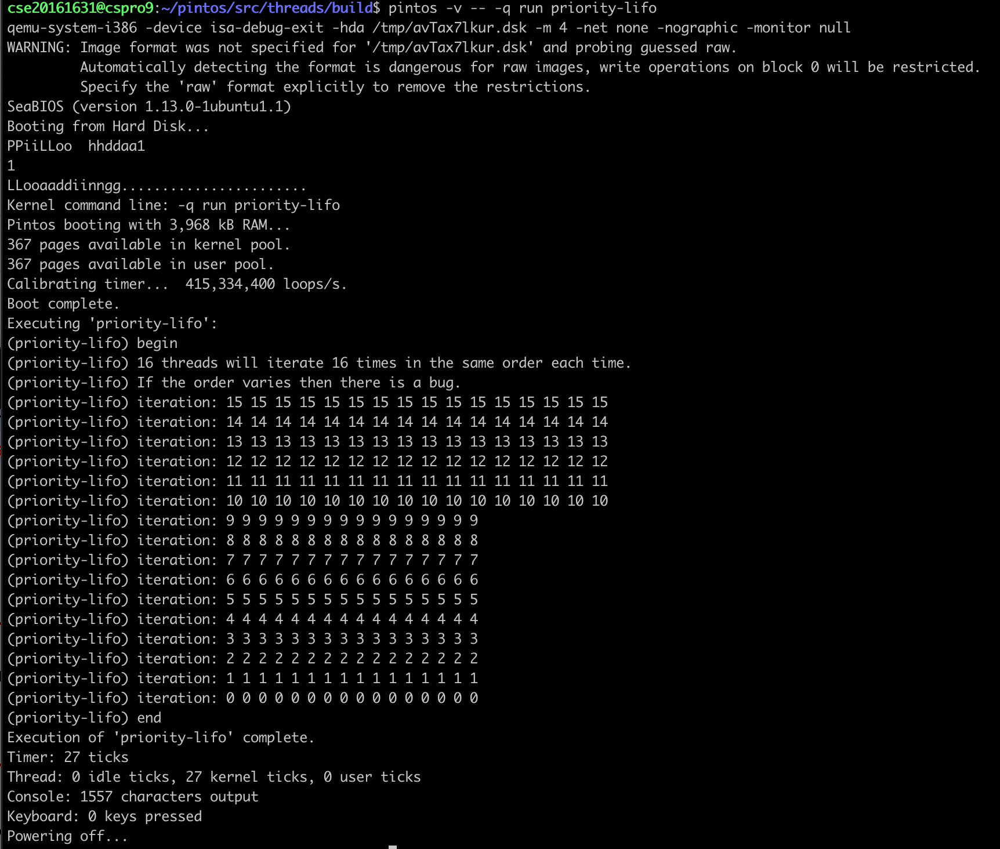 cse20161631@cspro9:~/pintos/src/threads/build$ pintos -v -- -q run priority-lifo
qemu-system-i386 -device isa-debug-exit -hda /tmp/avTax7lkur.dsk -m 4 -net none -nographic -monitor null
WARNING: Image format was not specified for '/tmp/avTax7lkur.dsk' and probing guessed raw.
Automatically detecting the format is dangerous for raw images, write operations on block 0 will be restricted.
Specify the 'raw' format explicitly to remove the restrictions.
SeaBIOS (version 1.13.0-1ubuntu1.1)
Booting from Hard Disk...
PPiiLLoo  hhddaa1
1
LLooaaddiinngg.......................
Kernel command line: -q run priority-lifo
Pintos booting with 3,968 kB RAM...
367 pages available in kernel pool.
367 pages available in user pool.
Calibrating timer...  415,334,400 loops/s.
Boot complete.
Executing 'priority-lifo':
(priority-lifo) begin
(priority-lifo) 16 threads will iterate 16 times in the same order each time.
(priority-lifo) If the order varies then there is a bug.
(priority-lifo) iteration: 15 15 15 15 15 15 15 15 15 15 15 15 15 15 15 15
(priority-lifo) iteration: 14 14 14 14 14 14 14 14 14 14 14 14 14 14 14 14
(priority-lifo) iteration: 13 13 13 13 13 13 13 13 13 13 13 13 13 13 13 13
(priority-lifo) iteration: 12 12 12 12 12 12 12 12 12 12 12 12 12 12 12 12
(priority-lifo) iteration: 11 11 11 11 11 11 11 11 11 11 11 11 11 11 11 11
(priority-lifo) iteration: 10 10 10 10 10 10 10 10 10 10 10 10 10 10 10 10
(priority-lifo) iteration: 9 9 9 9 9 9 9 9 9 9 9 9 9 9 9 9
(priority-lifo) iteration: 8 8 8 8 8 8 8 8 8 8 8 8 8 8 8 8
(priority-lifo) iteration: 7 7 7 7 7 7 7 7 7 7 7 7 7 7 7 7
(priority-lifo) iteration: 6 6 6 6 6 6 6 6 6 6 6 6 6 6 6 6
(priority-lifo) iteration: 5 5 5 5 5 5 5 5 5 5 5 5 5 5 5 5
(priority-lifo) iteration: 4 4 4 4 4 4 4 4 4 4 4 4 4 4 4 4
(priority-lifo) iteration: 3 3 3 3 3 3 3 3 3 3 3 3 3 3 3 3
(priority-lifo) iteration: 2 2 2 2 2 2 2 2 2 2 2 2 2 2 2 2
(priority-lifo) iteration: 1 1 1 1 1 1 1 1 1 1 1 1 1 1 1 1
(priority-lifo) iteration: 0 0 0 0 0 0 0 0 0 0 0 0 0 0 0 0
(priority-lifo) end
Execution of 'priority-lifo' complete.
Timer: 27 ticks
Thread: 0 idle ticks, 27 kernel ticks, 0 user ticks
Console: 1557 characters output
Keyboard: 0 keys pressed
Powering off...